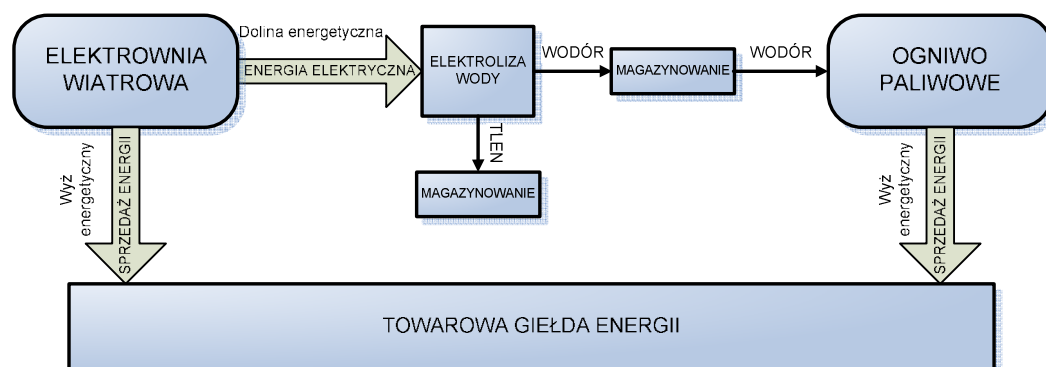 ELEKTROWNIA
WIATROWA
Dolina energetyczna
ENERGIA ELEKTRYCZNA
ELEKTROLIZA
WODY
WODÓR
MAGAZYNOWANIE
WODÓR
OGNIWO
PALIWOWE
TLEN
MAGAZYNOWANIE
Wyż
energetyczny
SPRZEDAŻ ENERGII
Wyż
energetyczny
SPRZEDAŻ ENERGII
TOWAROWA GIEŁDA ENERGII